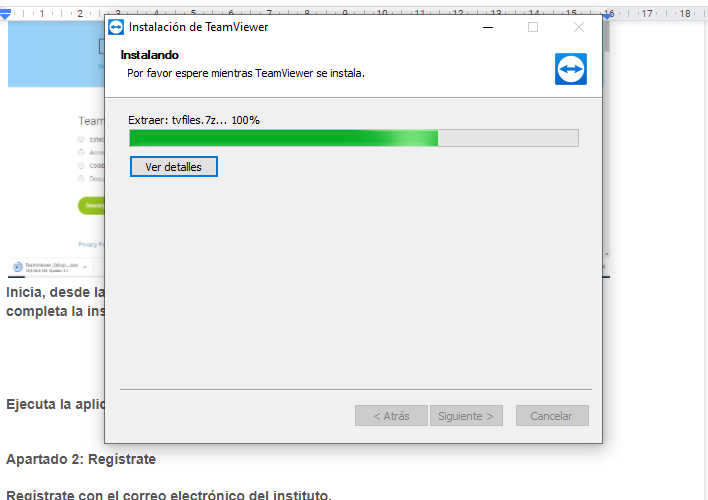 1 2 3 4 5 6 7 8 9 10 11 12 13 14 15 16 17 18
Instalación de TeamViewer
Instalando
Por favor espere mientras TeamViewer se instala.
Extraer: tvfiles.7z... 100%
Ver detalles
< Atrás
Siguiente >
Cancelar
Team
Privacy
TeamViewer_Setup....exe
Inicia, desde la
completa la ins
Ejecuta la aplic
Apartado 2: Regístrate
Regístrate con el correo electrónico del instituto.